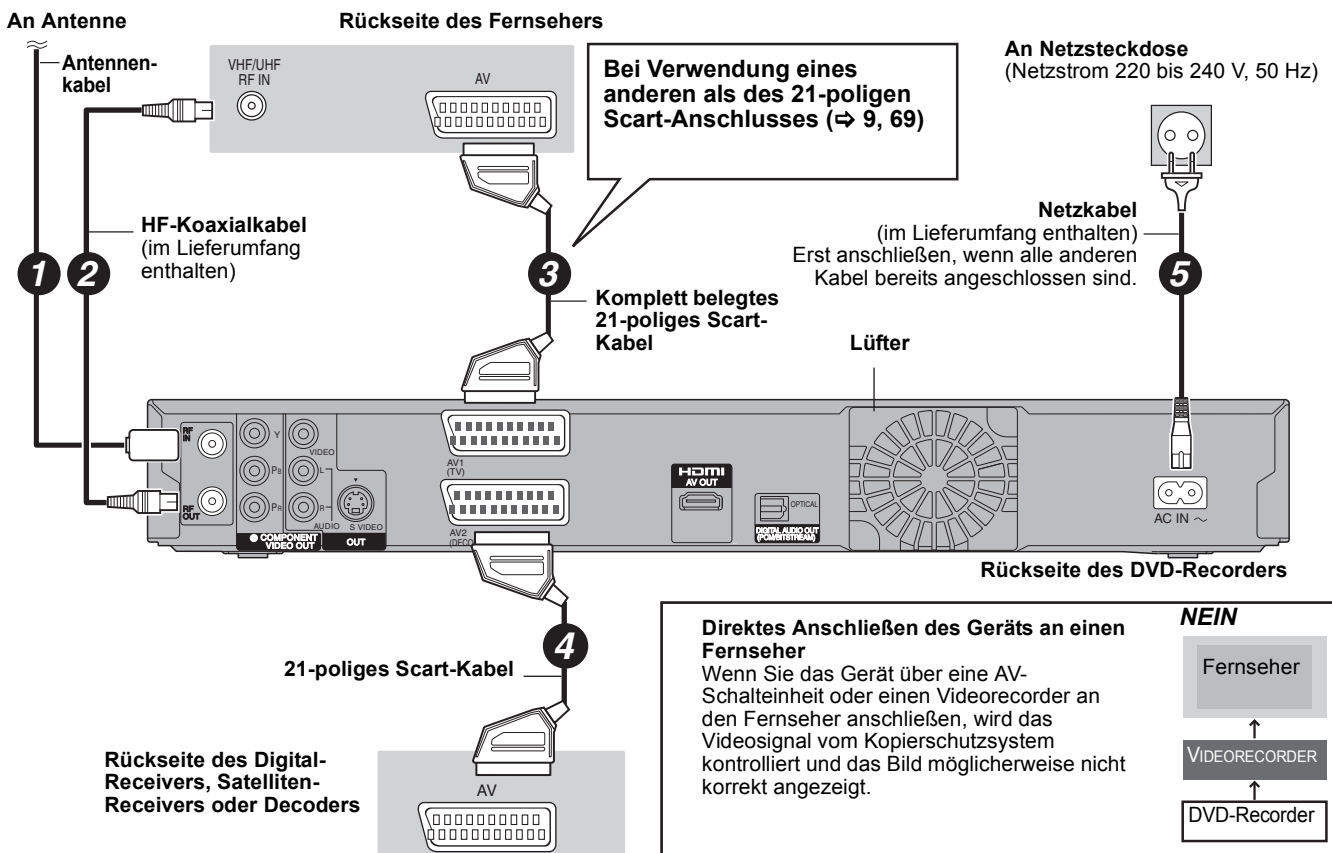 An Antenne
Rückseite des Fernsehers
An Netzsteckdose
(Netzstrom 220 bis 240 V, 50 Hz)
Antennen-
kabel
VHF/UHF
RF IN
AV
Bei Verwendung eines
anderen als des 21-poligen
Scart-Anschlusses (⇨ 9, 69)
HF-Koaxialkabel
(im Lieferumfang
enthalten)
Netzkabel
(im Lieferumfang enthalten)
Erst anschließen, wenn alle anderen
Kabel bereits angeschlossen sind.
1
2
3
5
Komplett belegtes
21-poliges Scart-
Kabel
Lüfter
RF
IN
RF
OUT
Y
PB
PR
COMPONENT
VIDEO OUT
VIDEO
L
R
AUDIO
S VIDEO
OUT
AV1
(TV)
AV2
(DECO
HDMI
AV OUT
OPTICAL
DIGITAL AUDIO OUT
(PCM/BITSTREAM)
AC IN ~
Rückseite des DVD-Recorders
4
21-poliges Scart-Kabel
Rückseite des Digital-
Receivers, Satelliten-
Receivers oder Decoders
AV
Direktes Anschließen des Geräts an einen
Fernseher
Wenn Sie das Gerät über eine AV-
Schalteinheit oder einen Videorecorder an
den Fernseher anschließen, wird das
Videosignal vom Kopierschutzsystem
kontrolliert und das Bild möglicherweise nicht
korrekt angezeigt.
NEIN
Fernseher
VIDEORECORDER
DVD-Recorder